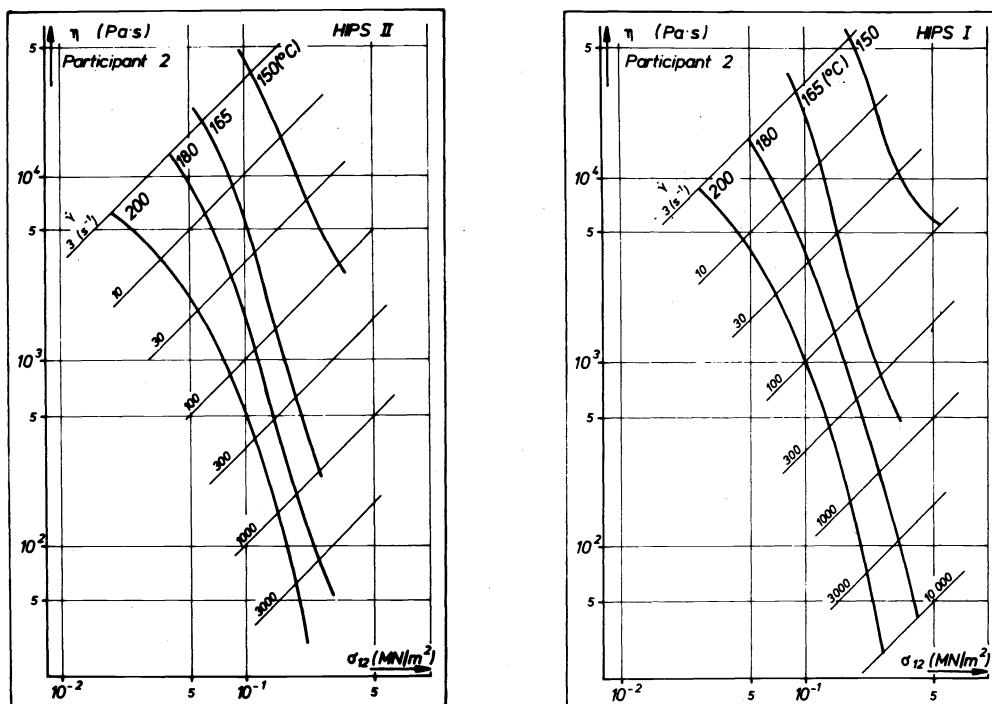 η (Pa·s) HIPS II
Participant 2
5
150(°C)
165
180
200
10⁴
γ̇
3 (s⁻¹)
5
10
30
10³
100
5
300
1000
10²
3000
5
σ₁₂ (MN/m²)
10⁻² 5 10⁻¹ 5
η (Pa·s) HIPS I
Participant 2
5
150
165(°C)
180
200
10⁴
γ̇
3 (s⁻¹)
5
10
30
10³
100
5
300
1000
10²
3000
10 000
5
σ₁₂ (MN/m²)
10⁻² 10⁻¹ 5